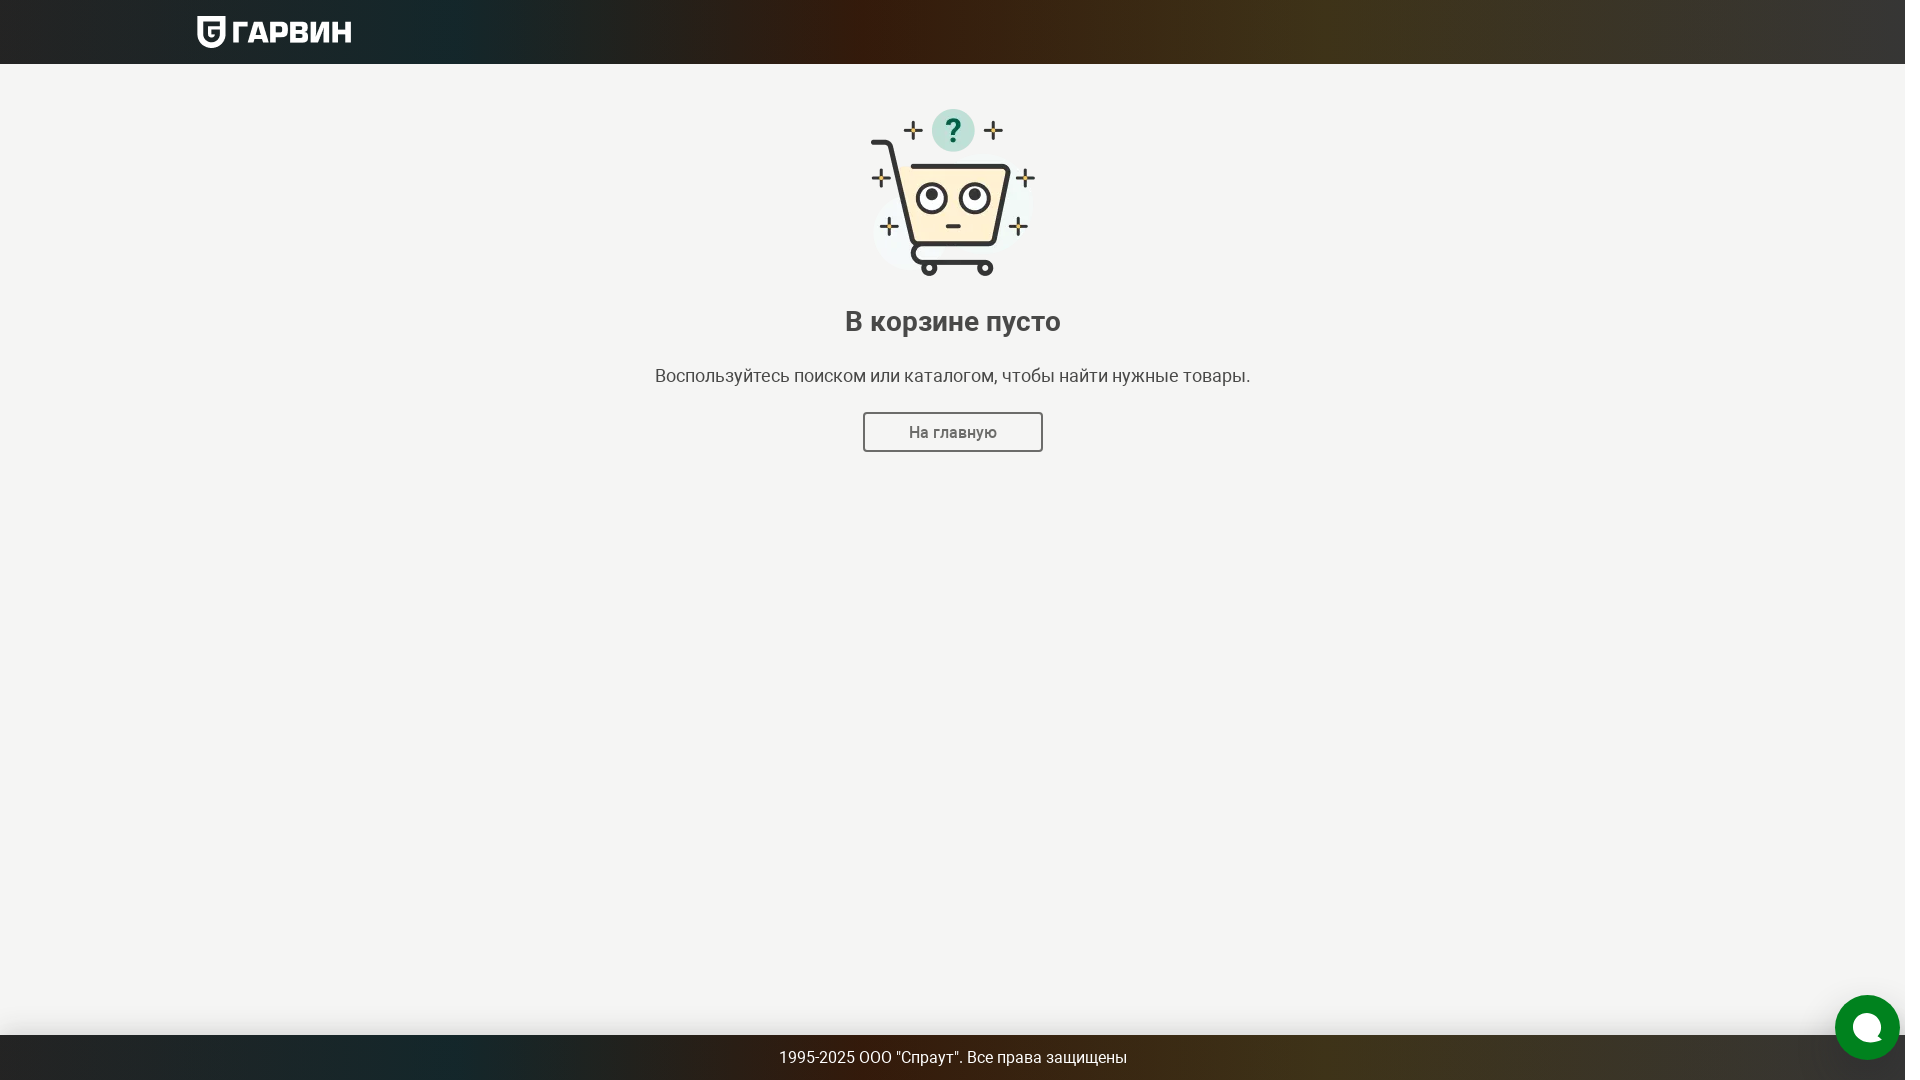 ГАРВИН
?
В корзине пусто
Воспользуйтесь поиском или каталогом, чтобы найти нужные товары.
На главную
1995-2025 ООО "Спраут". Все права защищены